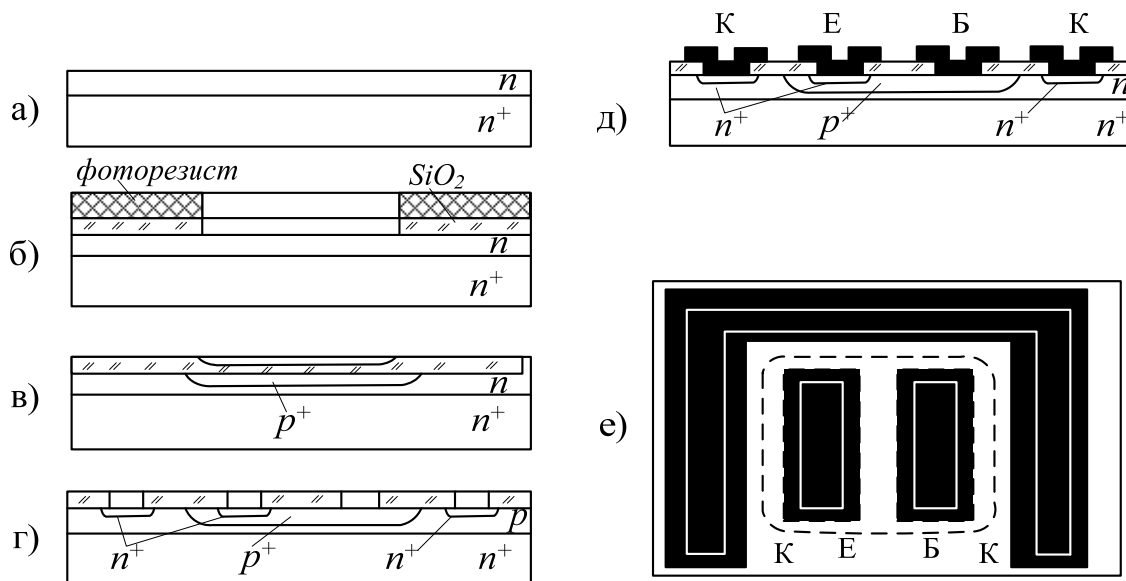 а)
n
n+
фоторезист
SiO2
б)
n
n+
в)
n
p+
n+
г)
p
n+
p+
n+
n+
К Е Б К
д)
n
n+
p+
n+
n+
е)
К Е Б К